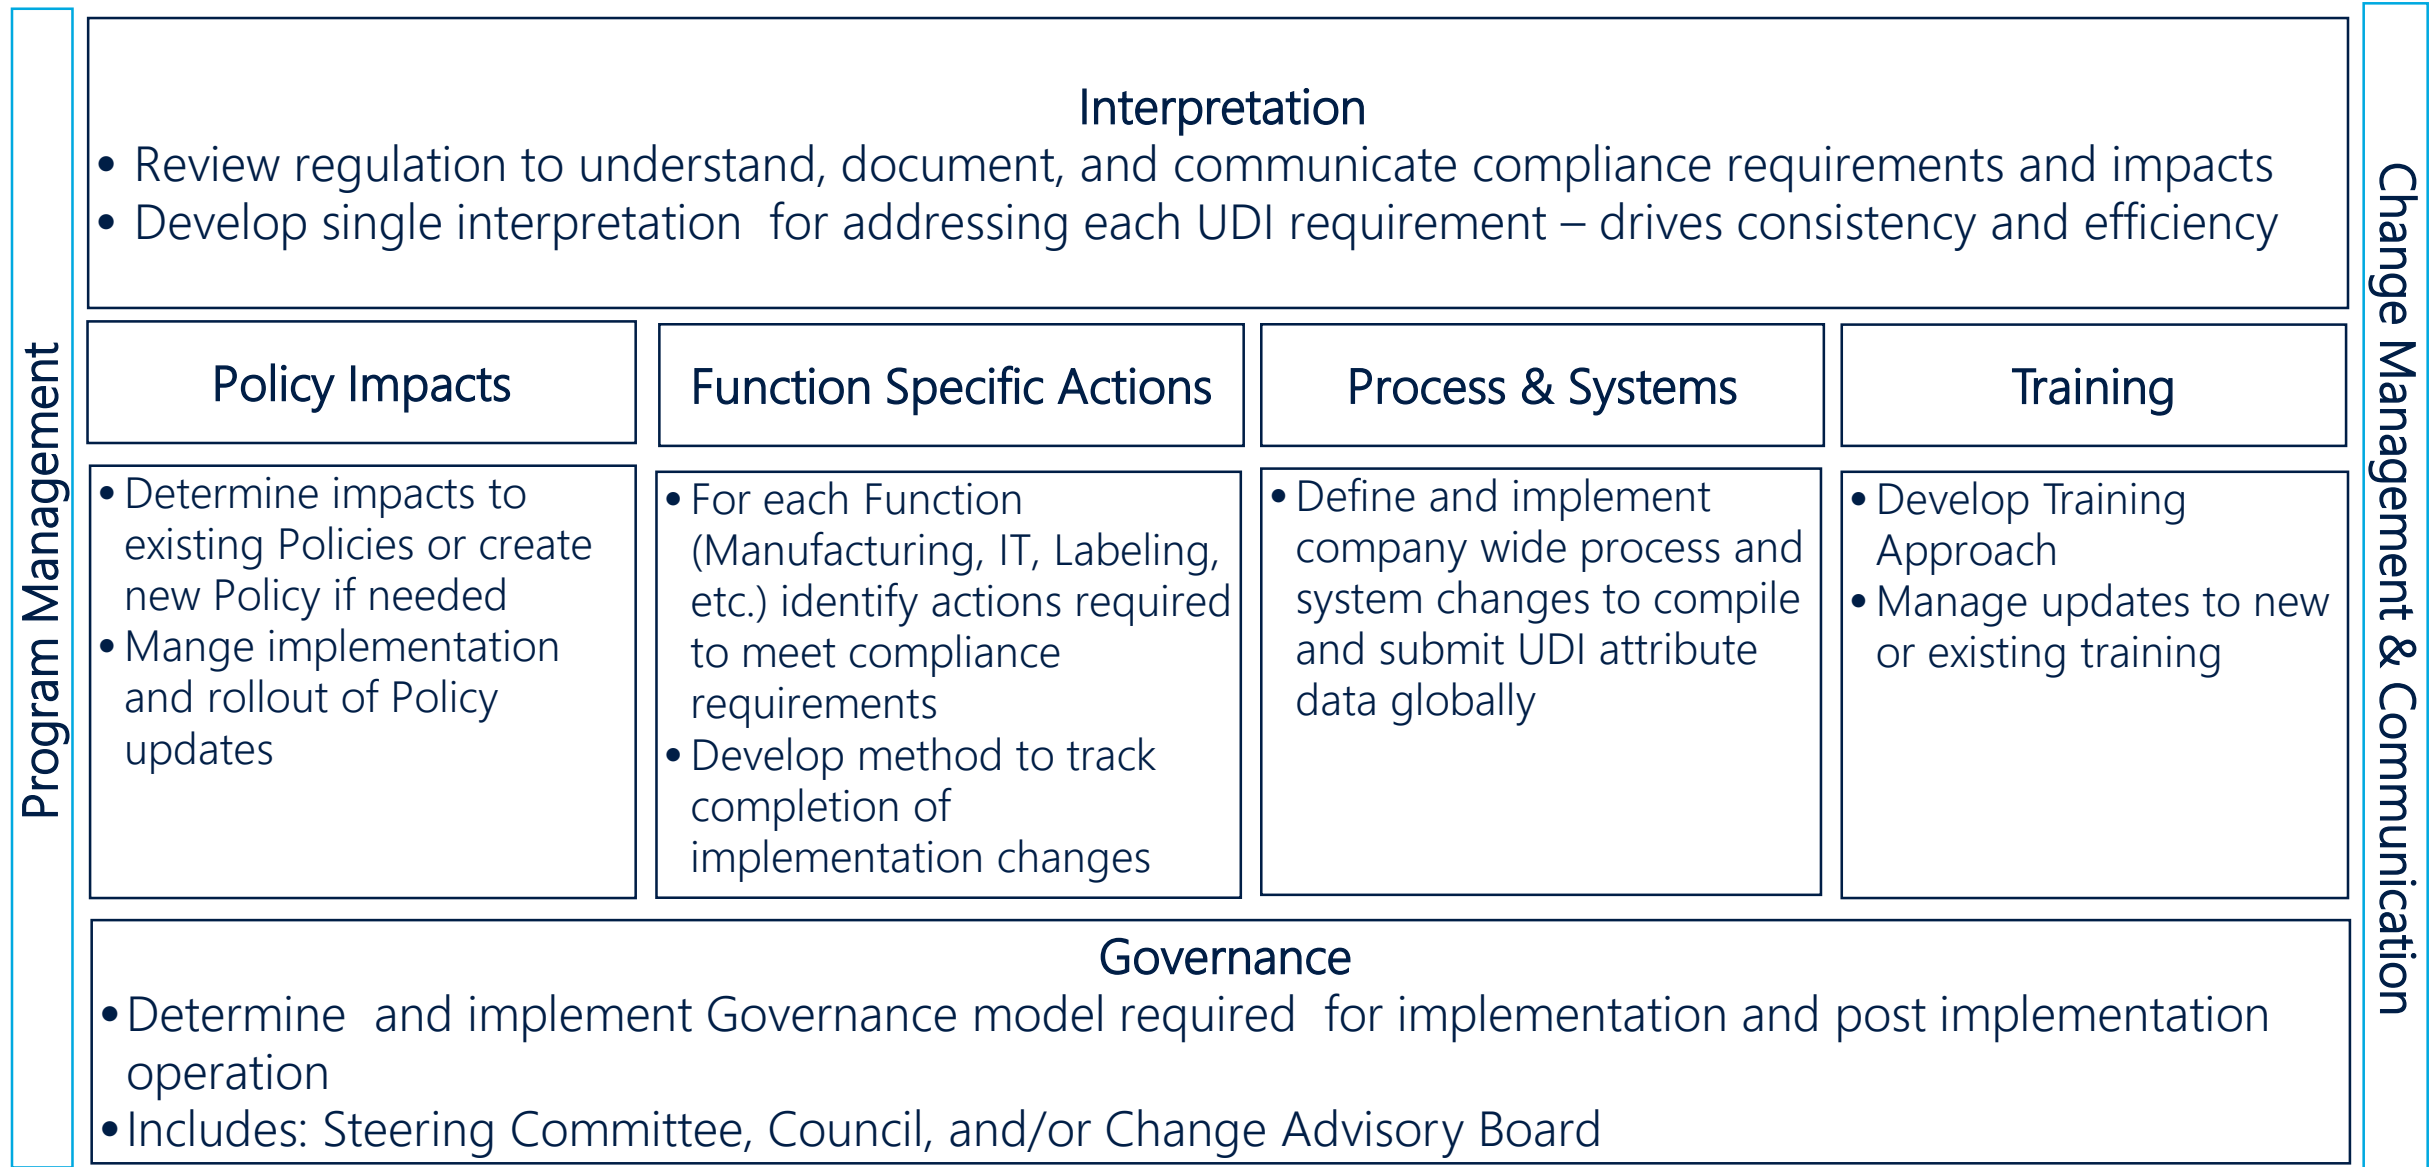 Program Management
Interpretation
• Review regulation to understand, document, and communicate compliance requirements and impacts
• Develop single interpretation  for addressing each UDI requirement – drives consistency and efficiency
Policy Impacts
• Determine impacts to
existing Policies or create
new Policy if needed
• Mange implementation
and rollout of Policy
updates
Function Specific Actions
• For each Function
(Manufacturing, IT, Labeling,
etc.) identify actions required
to meet compliance
requirements
• Develop method to track
completion of
implementation changes
Process & Systems
• Define and implement
company wide process and
system changes to compile
and submit UDI attribute
data globally
Training
• Develop Training
Approach
• Manage updates to new
or existing training
Governance
• Determine  and implement Governance model required  for implementation and post implementation
operation
• Includes: Steering Committee, Council, and/or Change Advisory Board
Change Management & Communication